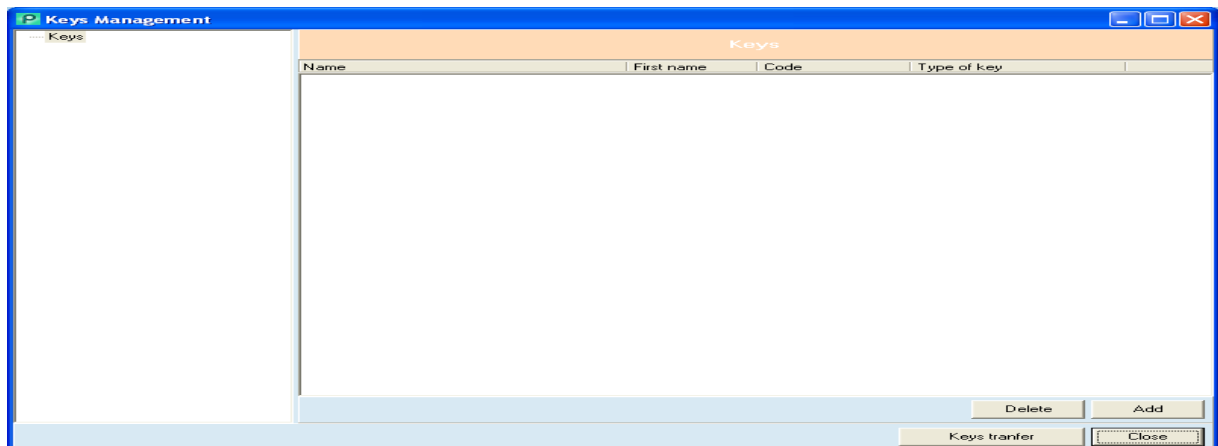 Keys Management
Keys
Keys
Name First name Code Type of key
Delete Add
Keys tranfer Close